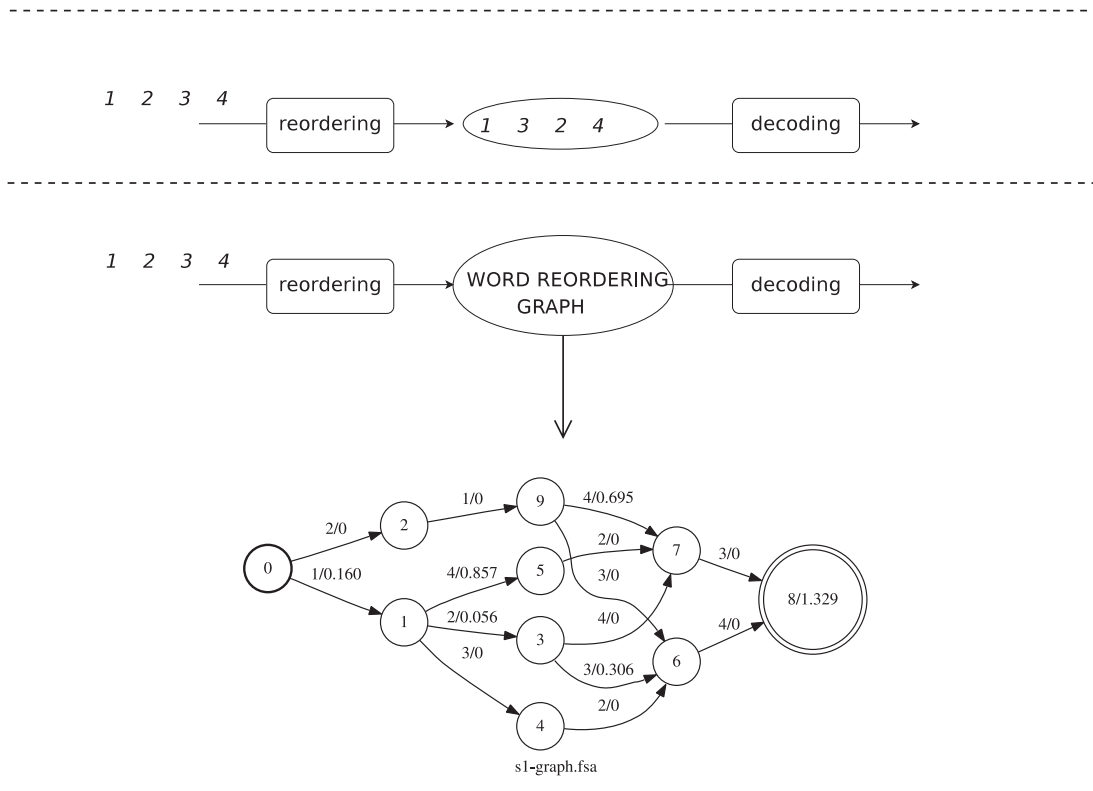 1 2 3 4
reordering
1 3 2 4
decoding
1 2 3 4
reordering
WORD REORDERING
GRAPH
decoding
0
2/0
1/0.160
2
1/0
1
4/0.857
2/0.056
3/0
9
4/0.695
3/0
5
2/0
3
4/0
3/0.306
4
2/0
7
3/0
6
4/0
8/1.329
s1-graph.fsa